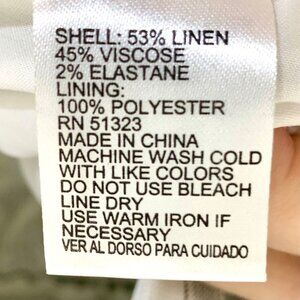 SHELL: 53% LINEN
45% VISCOSE
2% ELASTANE
LINING:
100% POLYESTER
RN 51323
MADE IN CHINA
MACHINE WASH COLD
WITH LIKE COLORS
DO NOT USE BLEACH
LINE DRY
USE WARM IRON IF
NECESSARY
VER AL DORSO PARA CUIDADO